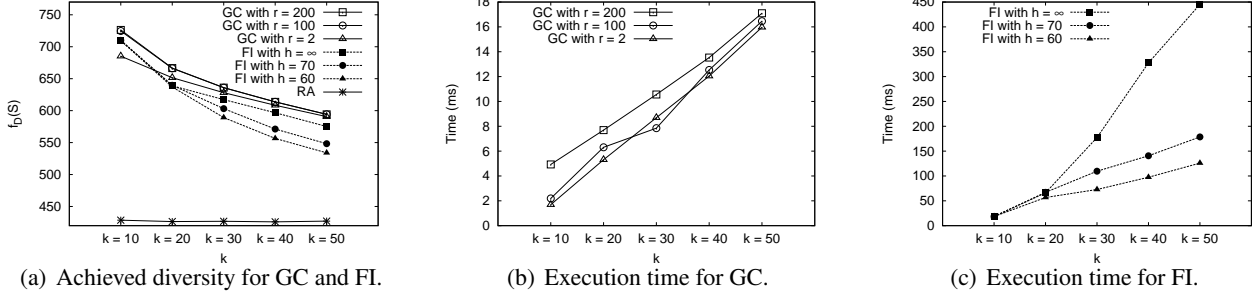 750
700
650
600
550
500
450
f_D(S)
GC with r = 200
GC with r = 100
GC with r = 2
FI with h = ∞
FI with h = 70
FI with h = 60
RA
k = 10 k = 20 k = 30 k = 40 k = 50
k
(a) Achieved diversity for GC and FI.
18
16
14
12
10
8
6
4
2
0
Time (ms)
GC with r = 200
GC with r = 100
GC with r = 2
k = 10 k = 20 k = 30 k = 40 k = 50
k
(b) Execution time for GC.
450
400
350
300
250
200
150
100
50
0
Time (ms)
FI with h = ∞
FI with h = 70
FI with h = 60
k = 10 k = 20 k = 30 k = 40 k = 50
k
(c) Execution time for FI.